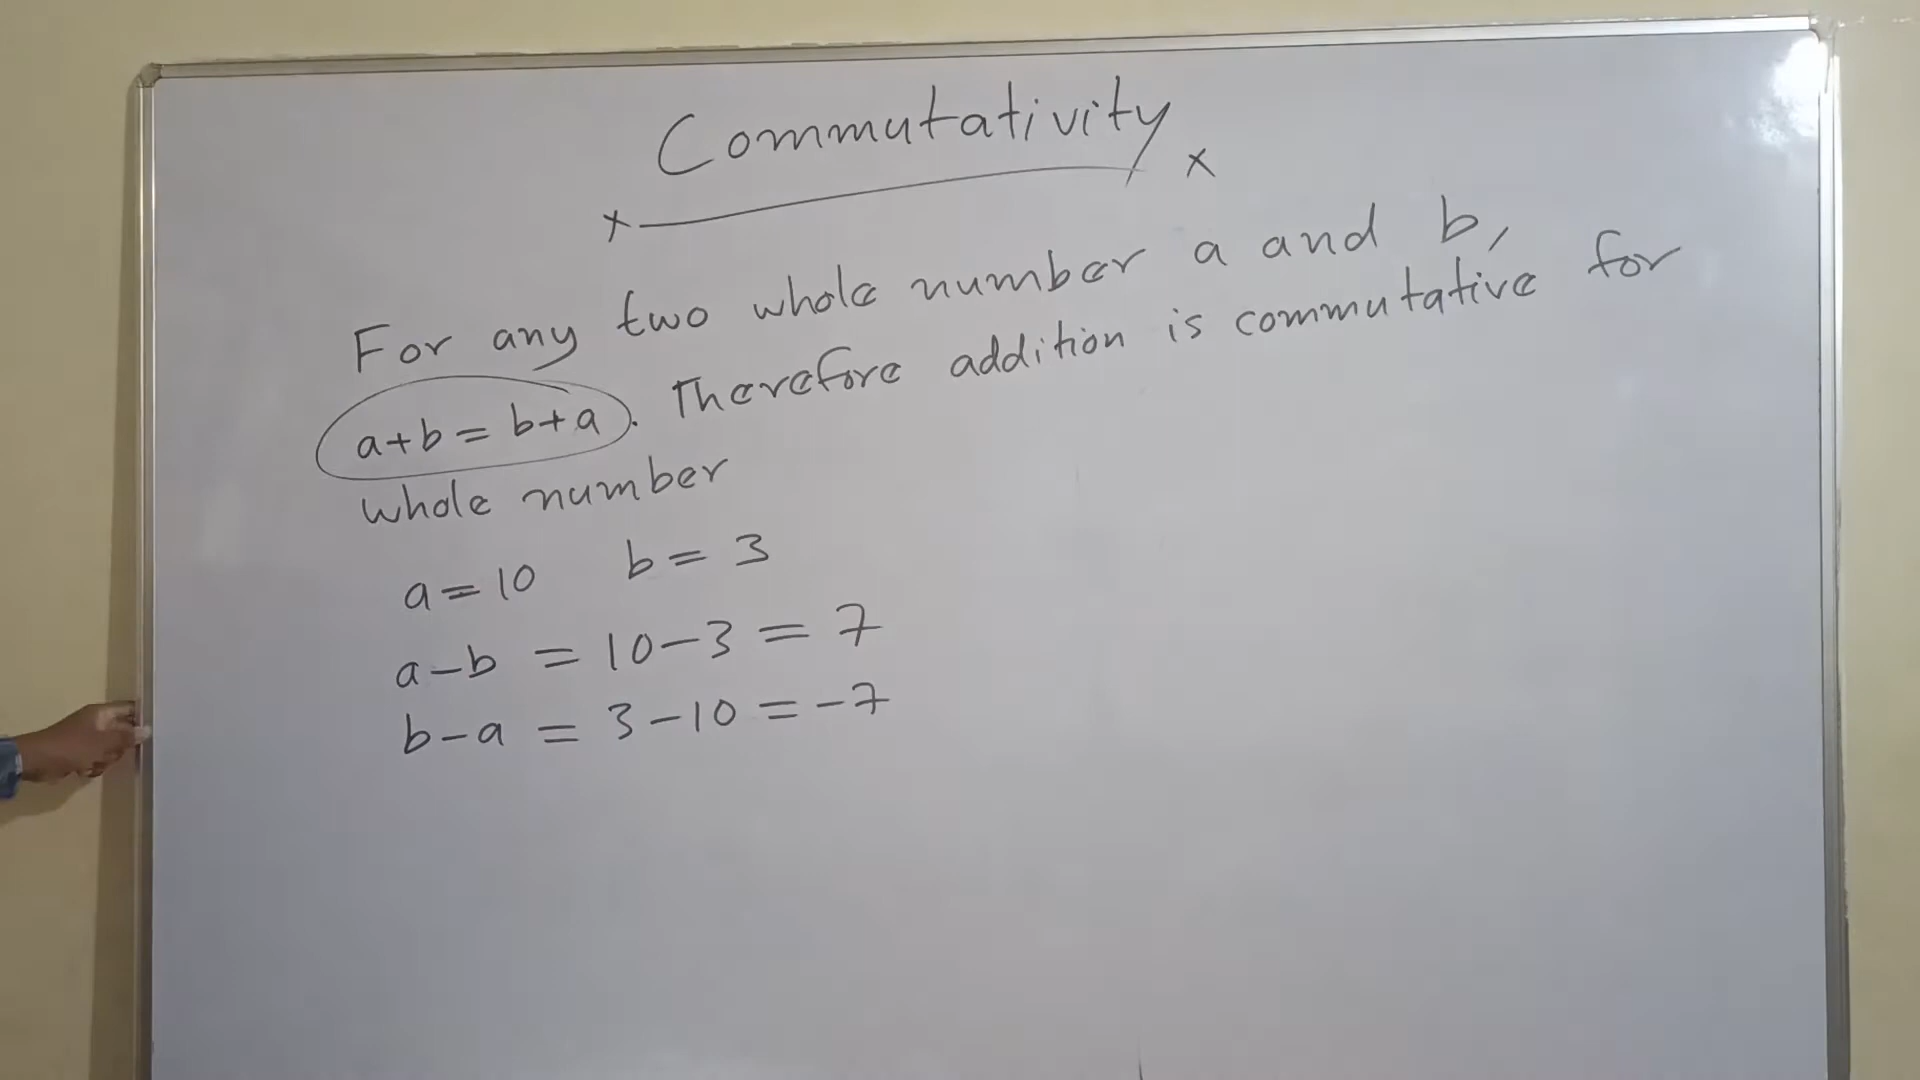 Commutativity
For any two whole number a and b,
a+b = b+a. Therefore addition is commutative for
whole number
a = 10 b = 3
a-b = 10-3 = 7
b-a = 3-10 = -7